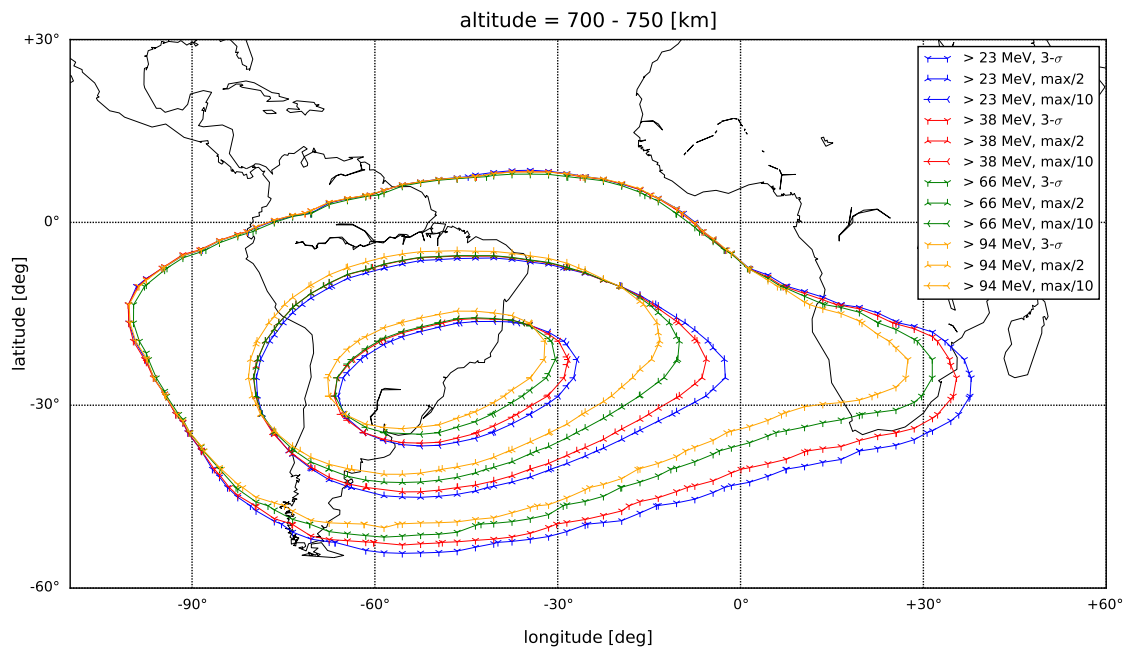 altitude = 700 - 750 [km]
+30°
0°
-30°
-60°
latitude [deg]
> 23 MeV, 3-σ
> 23 MeV, max/2
> 23 MeV, max/10
> 38 MeV, 3-σ
> 38 MeV, max/2
> 38 MeV, max/10
> 66 MeV, 3-σ
> 66 MeV, max/2
> 66 MeV, max/10
> 94 MeV, 3-σ
> 94 MeV, max/2
> 94 MeV, max/10
-90°
-60°
-30°
0°
+30°
+60°
longitude [deg]